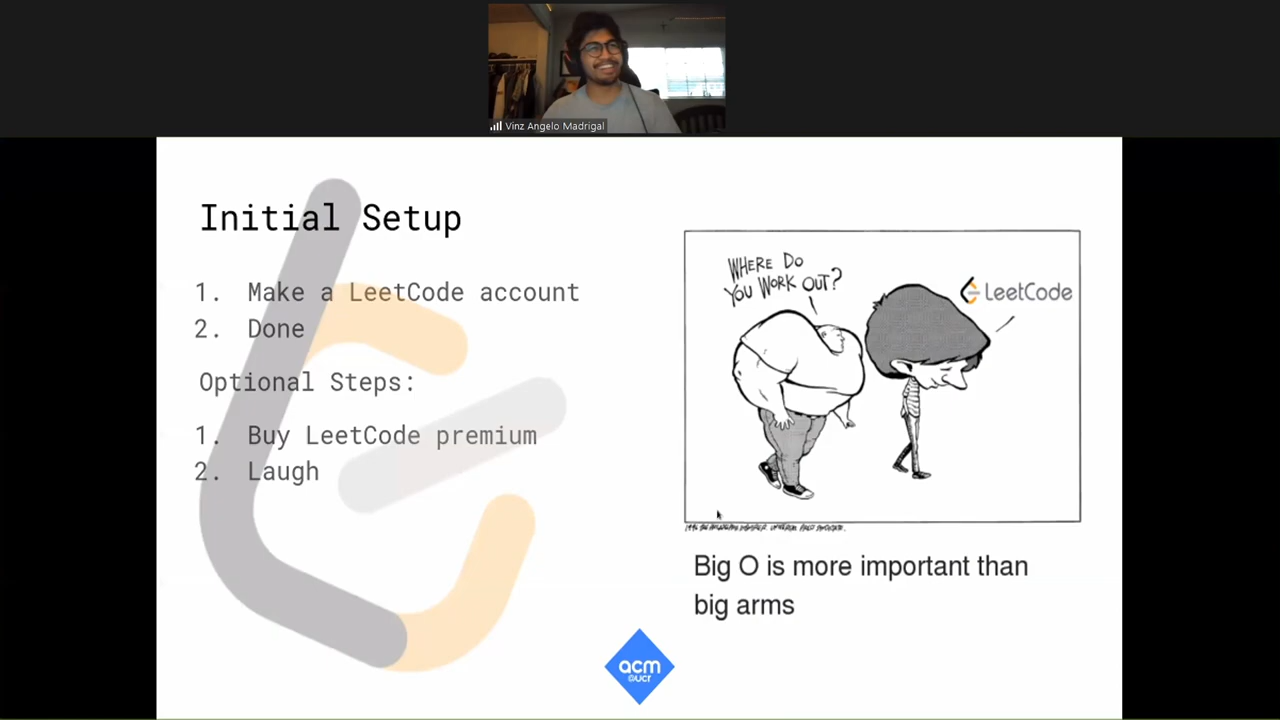 Vinz Angelo Madrigal
Initial Setup
1. Make a LeetCode account
2. Done
Optional Steps:
1. Buy LeetCode premium
2. Laugh
WHERE DO
YOU WORK OUT?
LeetCode
Big O is more important than
big arms
acm
@UCR